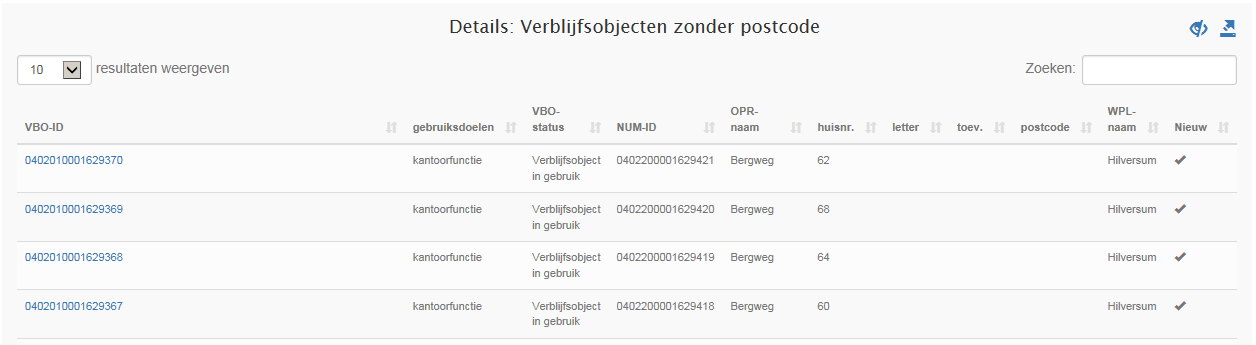 Details: Verblijfsobjecten zonder postcode
10 resultaten weergeven Zoeken:
VBO-ID gebruiksdoelen VBO-status NUM-ID OPR-naam huisnr. letter toev. postcode WPL-naam Nieuw
0402010001629370 kantoorfunctie Verblijfsobject in gebruik 0402200001629421 Bergweg 62 Hilversum ✔
0402010001629369 kantoorfunctie Verblijfsobject in gebruik 0402200001629420 Bergweg 68 Hilversum ✔
0402010001629368 kantoorfunctie Verblijfsobject in gebruik 0402200001629419 Bergweg 64 Hilversum ✔
0402010001629367 kantoorfunctie Verblijfsobject in gebruik 0402200001629418 Bergweg 60 Hilversum ✔